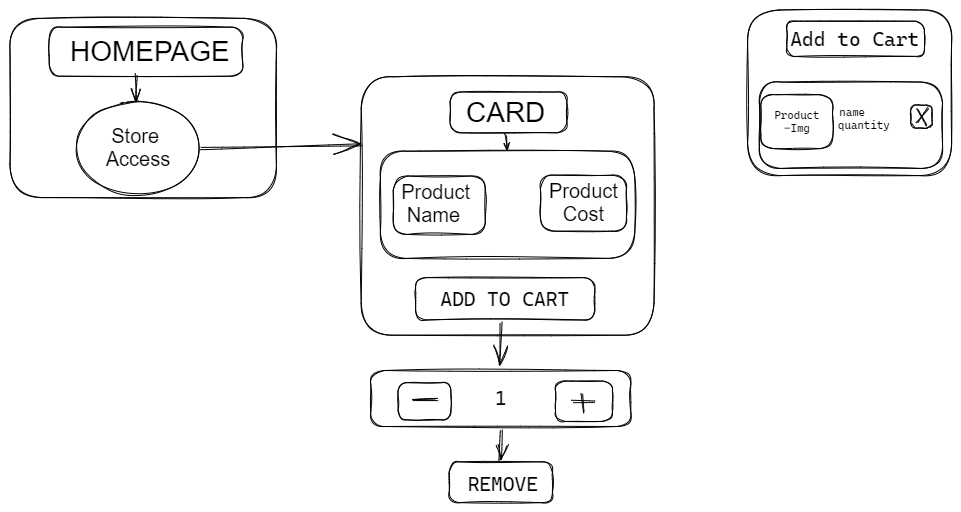 HOMEPAGE
Store
Access
CARD
Product
Name
Product
Cost
ADD TO CART
— 1 +
REMOVE
Add to Cart
Product
-Img
name
quantity
X